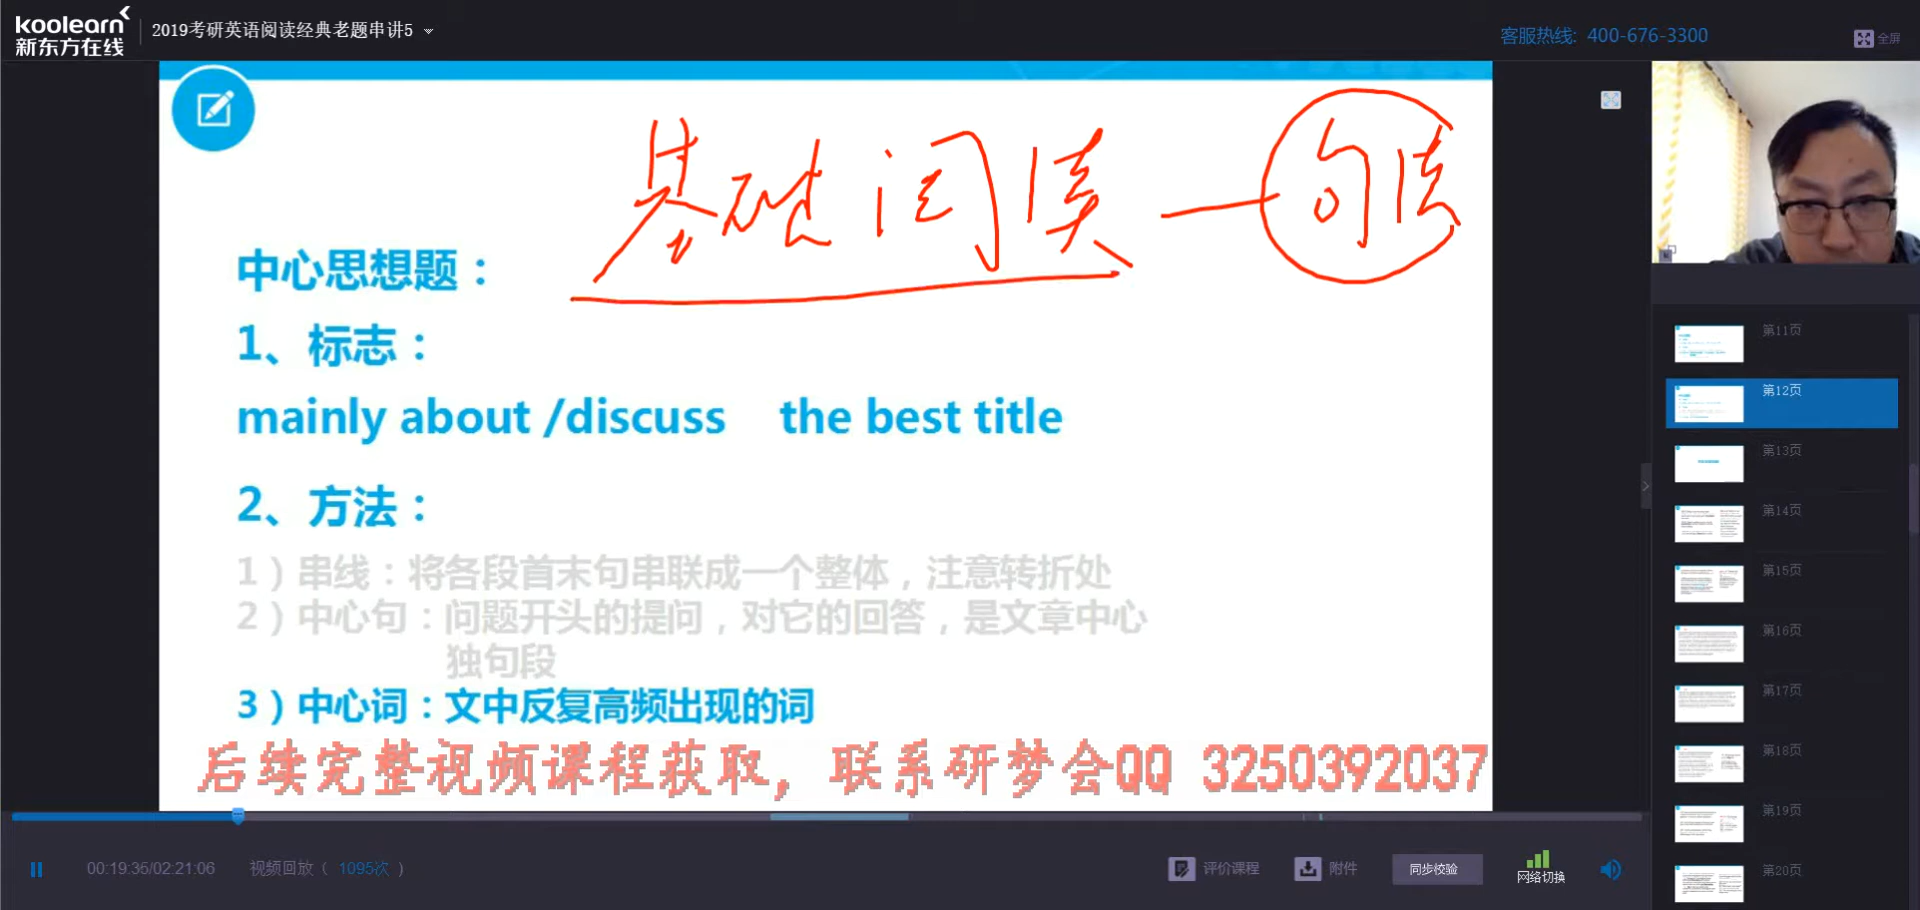 koolearn
新东方在线
2019考研英语阅读经典老题串讲5
客服热线: 400-676-3300
全屏
基础阅读—句读
中心思想题：
1、标志：
mainly about /discuss the best title
2、方法：
1）串线：将各段首末句串联成一个整体，注意转折处
2）中心句：问题开头的提问，对它的回答，是文章中心
独句段
3）中心词：文中反复高频出现的词
后续完整视频课程获取，联系研梦会QQ 3250392037
第11页
第12页
第13页
第14页
第15页
第16页
第17页
第18页
第19页
第20页
00:19:35/02:21:06
视频回放（ 1095次 ）
评价课程
附件
同步校验
网络切换